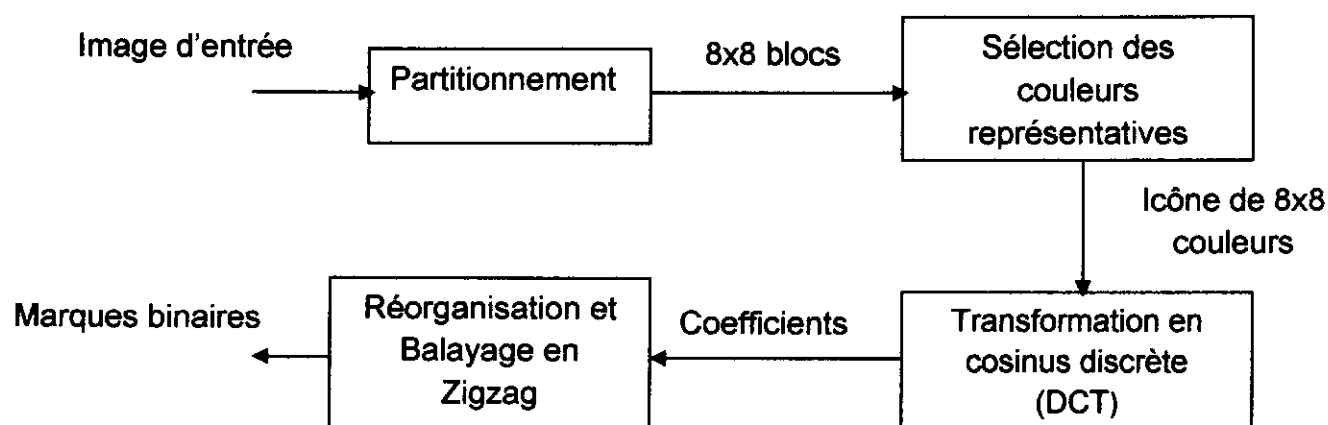 Image d'entrée
Partitionnement
8x8 blocs
Sélection des
couleurs
représentatives
Icône de 8x8
couleurs
Transformation en
cosinus discrète
(DCT)
Coefficients
Réorganisation et
Balayage en
Zigzag
Marques binaires